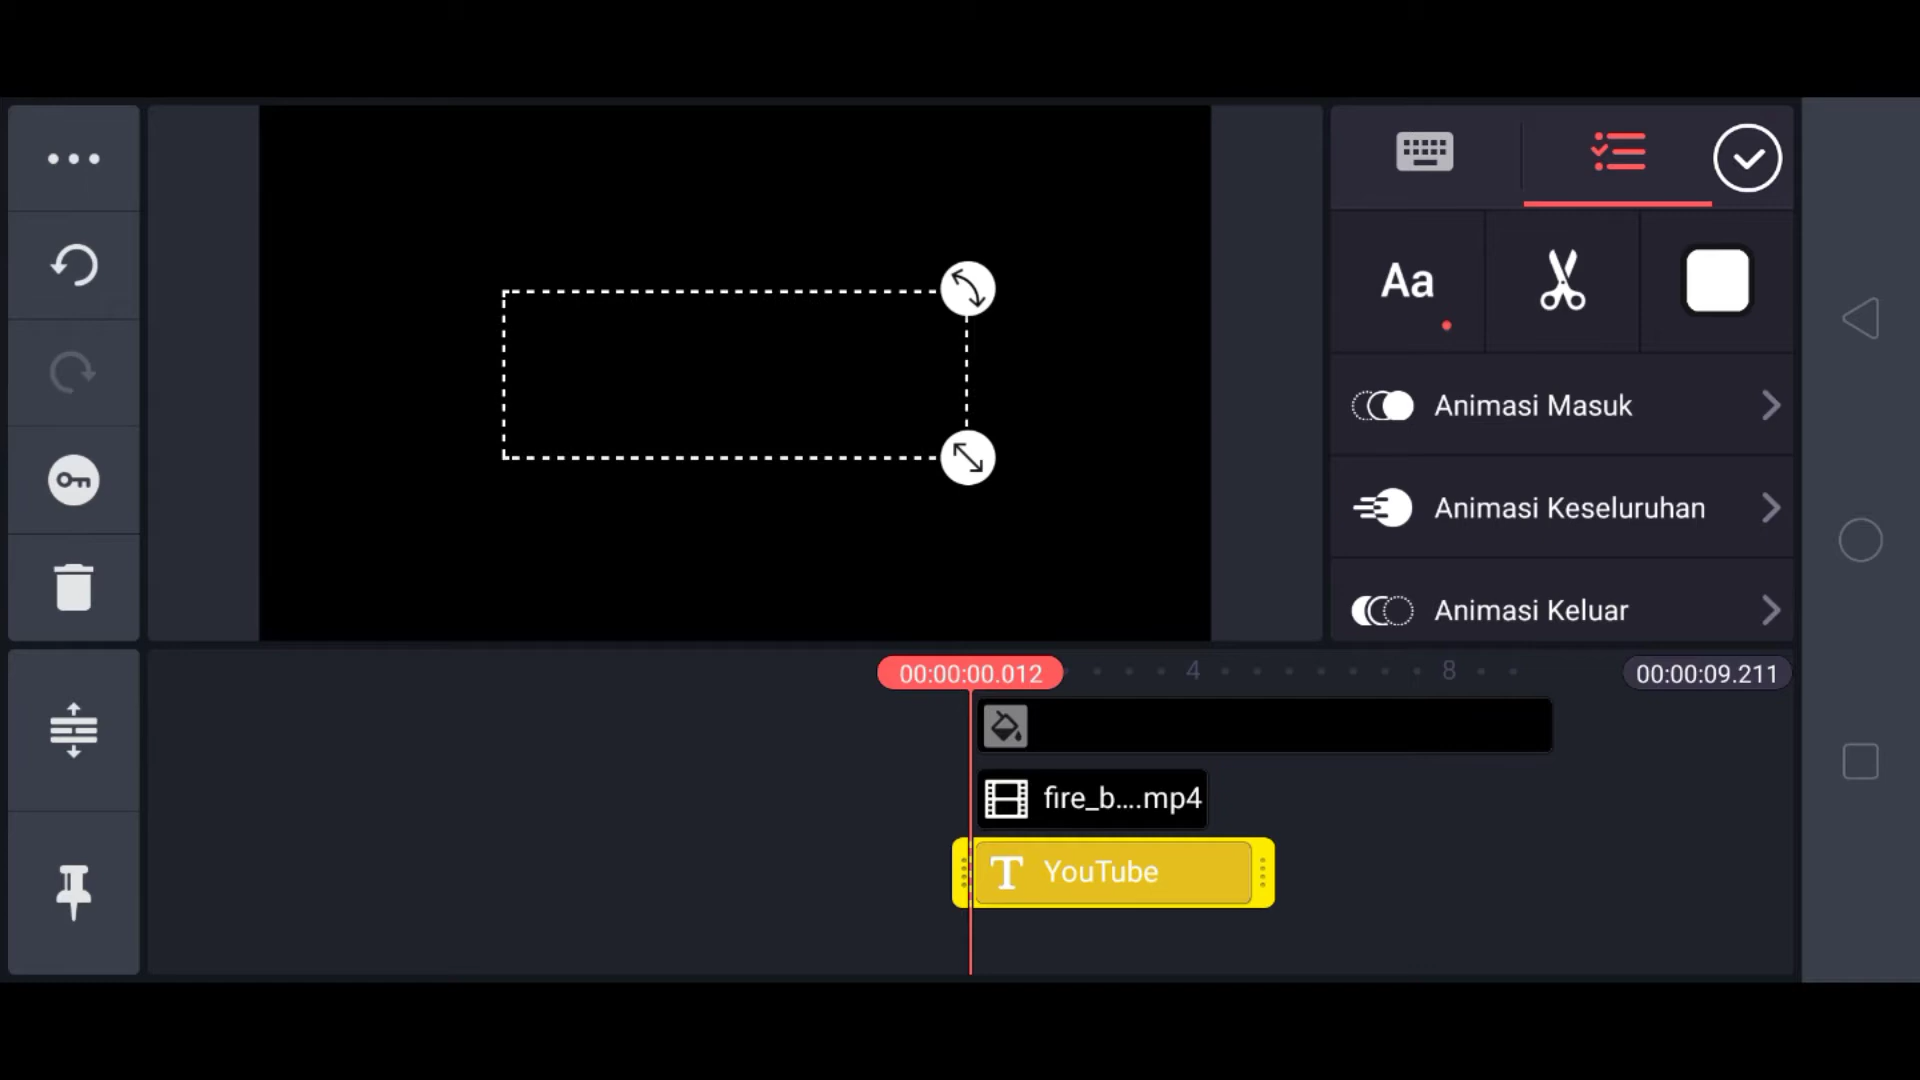 Aa
Animasi Masuk
Animasi Keseluruhan
Animasi Keluar
00:00:00.012
4
8
00:00:09.211
fire_b....mp4
T YouTube